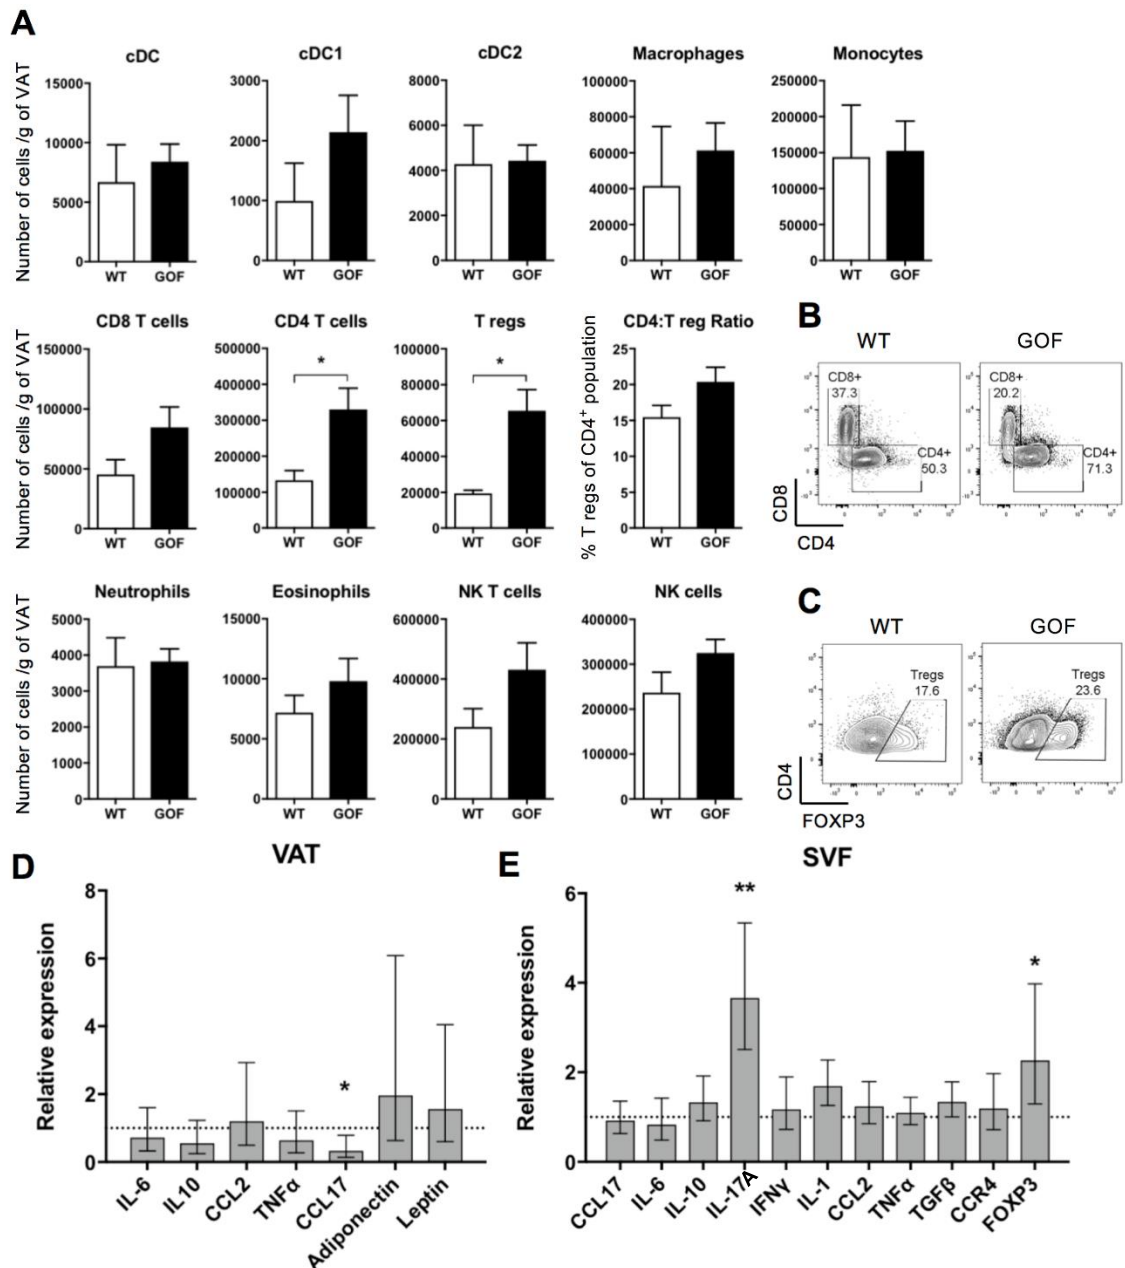 A
cDC
cDC1
cDC2
Macrophages
Monocytes
Number of cells /g of VAT
15000
10000
5000
0
WT GOF
3000
2000
1000
0
WT GOF
8000
6000
4000
2000
0
WT GOF
100000
80000
60000
40000
20000
0
WT GOF
250000
200000
150000
100000
50000
0
WT GOF
CD8 T cells
CD4 T cells
T regs
CD4:T reg Ratio
Number of cells /g of VAT
150000
100000
50000
0
WT GOF
500000
400000
300000
200000
100000
0
*
WT GOF
100000
80000
60000
40000
20000
0
*
WT GOF
% T regs of CD4+ population
25
20
15
10
5
0
WT GOF
B
WT
GOF
CD8+
37.3
CD4+
50.3
CD8+
20.2
CD4+
71.3
CD8
CD4
Neutrophils
Eosinophils
NK T cells
NK cells
Number of cells /g of VAT
5000
4000
3000
2000
1000
0
WT GOF
15000
10000
5000
0
WT GOF
600000
400000
200000
0
WT GOF
400000
300000
200000
100000
0
WT GOF
C
WT
GOF
Tregs
17.6
Tregs
23.6
CD4
FOXP3
D
VAT
Relative expression
8
6
4
2
0
*
IL-6
IL10
CCL2
TNFα
CCL17
Adiponectin
Leptin
E
SVF
Relative expression
6
4
2
0
**
*
CCL17
IL-6
IL-10
IL-17A
IFNγ
IL-1
CCL2
TNFα
TGFβ
CCR4
FOXP3